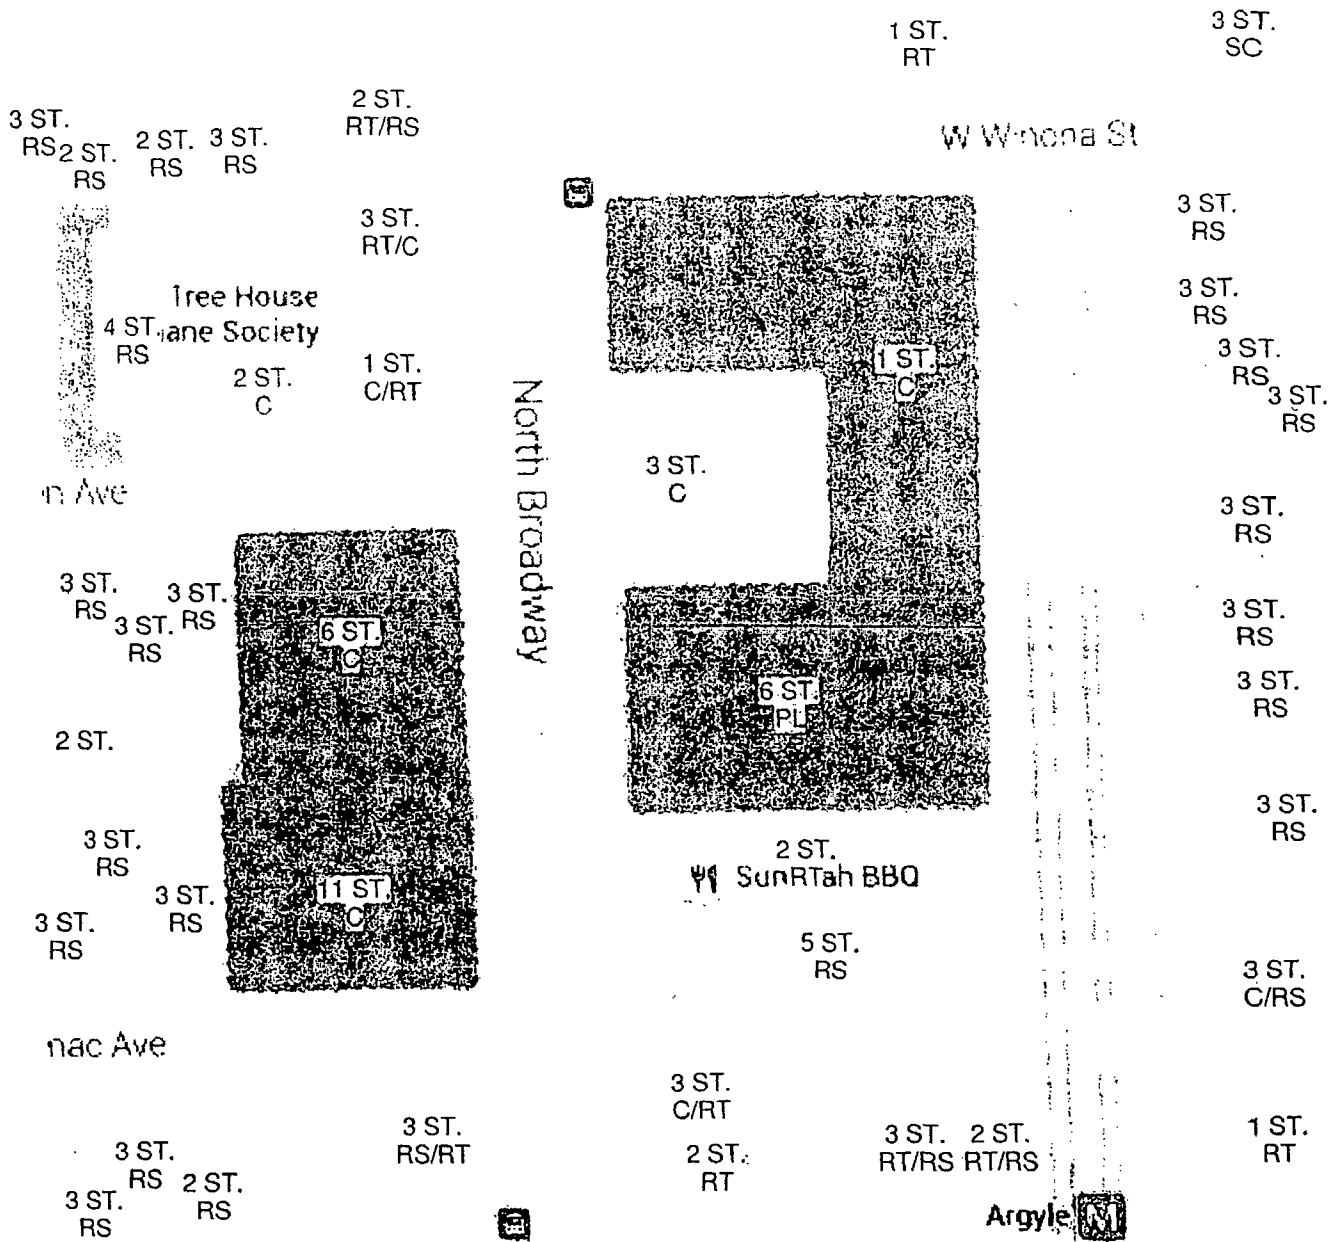 1 ST.
RT
3 ST.
SC
2 ST.
RT/RS
3 ST.
RS
2 ST.
RS
2 ST.
RS
3 ST.
RS
W Winona St
3 ST.
RT/C
3 ST.
RS
Tree House
ane Society
3 ST.
RS
4 ST.
RS
2 ST.
C
1 ST.
C/RT
1 ST.
C
3 ST.
RS
3 ST.
RS
North Broadway
3 ST.
C
n Ave
3 ST.
RS
3 ST.
RS
3 ST.
RS
3 ST.
RS
6 ST.
C
3 ST.
RS
6 ST.
PL
3 ST.
RS
2 ST.
3 ST.
RS
3 ST.
RS
2 ST.
RT
3 ST.
RS
11 ST.
C
3 ST.
RS
5 ST.
RS
3 ST.
C/RS
nac Ave
3 ST.
C/RT
3 ST.
RS/RT
3 ST.
RT/RS
2 ST.
RT/RS
1 ST.
RT
3 ST.
RS
2 ST.
RT
2 ST.
RS
3 ST.
RS
Argyle M